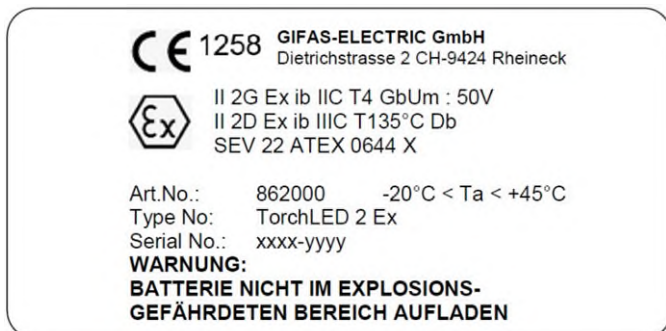 CE 1258 GIFAS-ELECTRIC GmbH
Dietrichstrasse 2 CH-9424 Rheineck
Ex II 2G Ex ib IIC T4 GbUm : 50V
II 2D Ex ib IIIC T135°C Db
SEV 22 ATEX 0644 X
Art.No.: 862000 -20°C < Ta < +45°C
Type No: TorchLED 2 Ex
Serial No.: xxxx-yyyy
WARNUNG:
BATTERIE NICHT IM EXPLOSIONS-
GEFÄHRDETEN BEREICH AUFLADEN